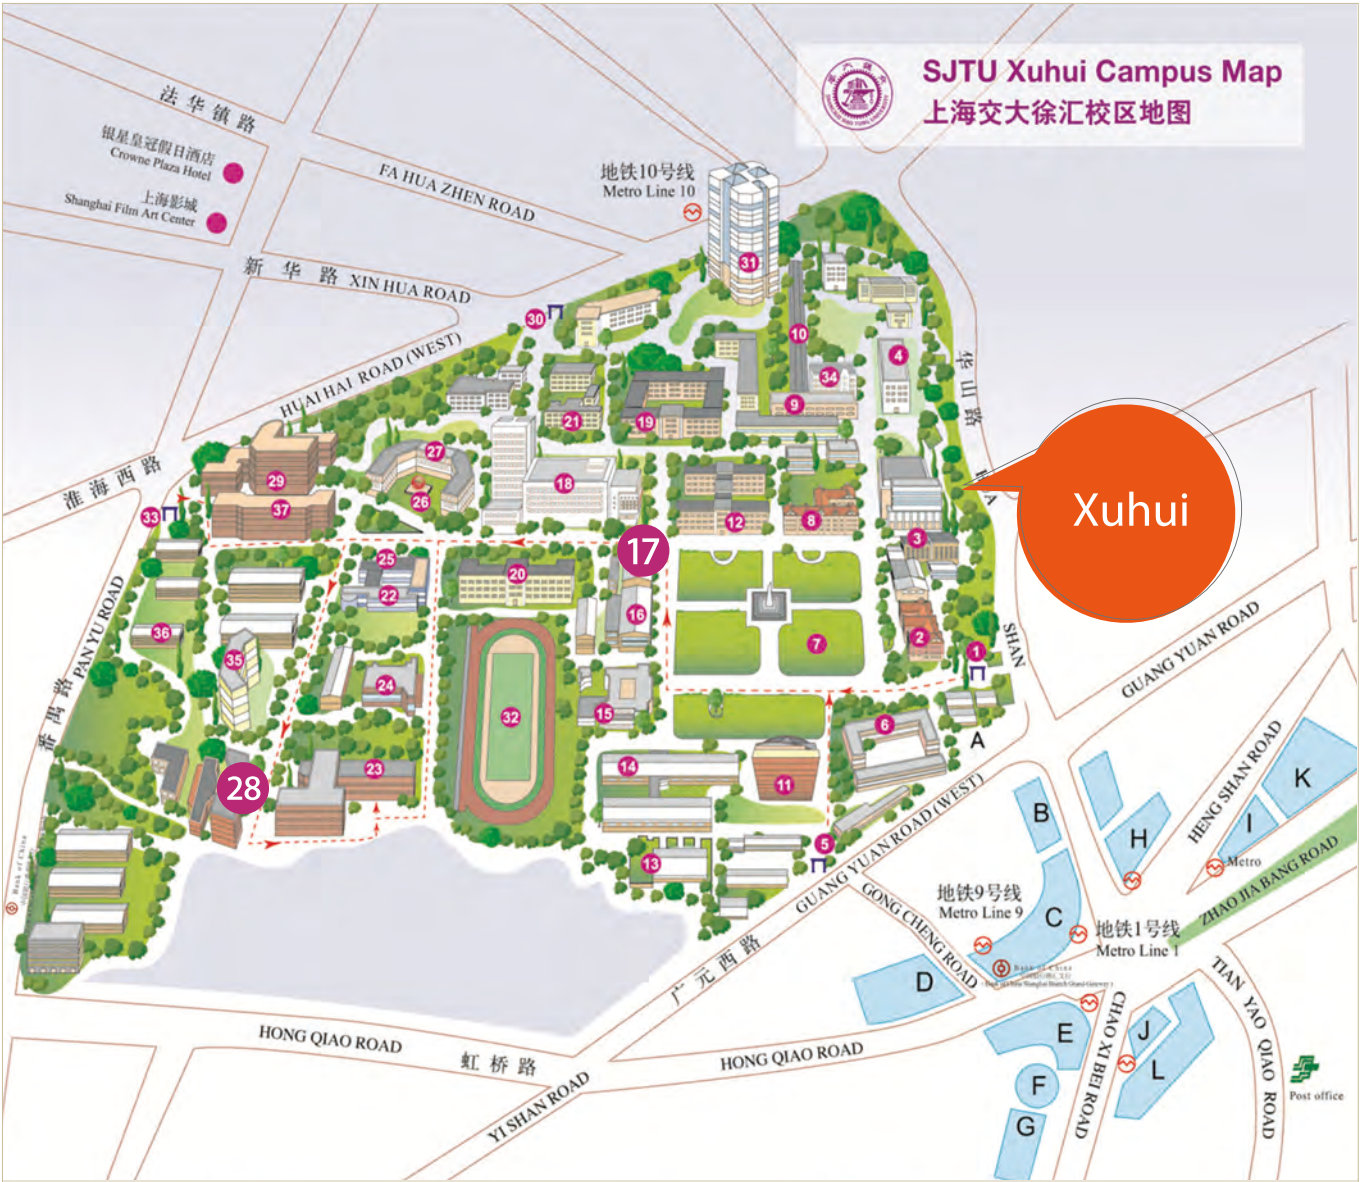 SJTU Xuhui Campus Map
上海交大徐汇校区地图
法华镇路
银星皇冠假日酒店
Crowne Plaza Hotel
上海影城
Shanghai Film Art Center
FA HUA ZHEN ROAD
地铁10号线
Metro Line 10
新华路 XIN HUA ROAD
HUAI HAI ROAD (WEST)
淮海西路
华山路
SHAN
Xuhui
番禺路 PAN YU ROAD
31
30
10
4
34
9
19
21
27
18
26
29
37
33
12
8
3
17
25
20
22
16
36
35
7
2
1
24
15
32
6
A
23
28
14
11
13
5
GUANG YUAN ROAD
HENG SHAN ROAD
K
I
H
B
C
Metro
ZHAO JIA BANG ROAD
GUANG YUAN ROAD (WEST)
广元西路
GONG CHENG ROAD
地铁9号线
Metro Line 9
地铁1号线
Metro Line 1
Bank of China
Bank of China
D
E
J
L
F
G
CHAO XI BEI ROAD
TIAN YAO QIAO ROAD
Post office
HONG QIAO ROAD
虹桥路
HONG QIAO ROAD
YI SHAN ROAD